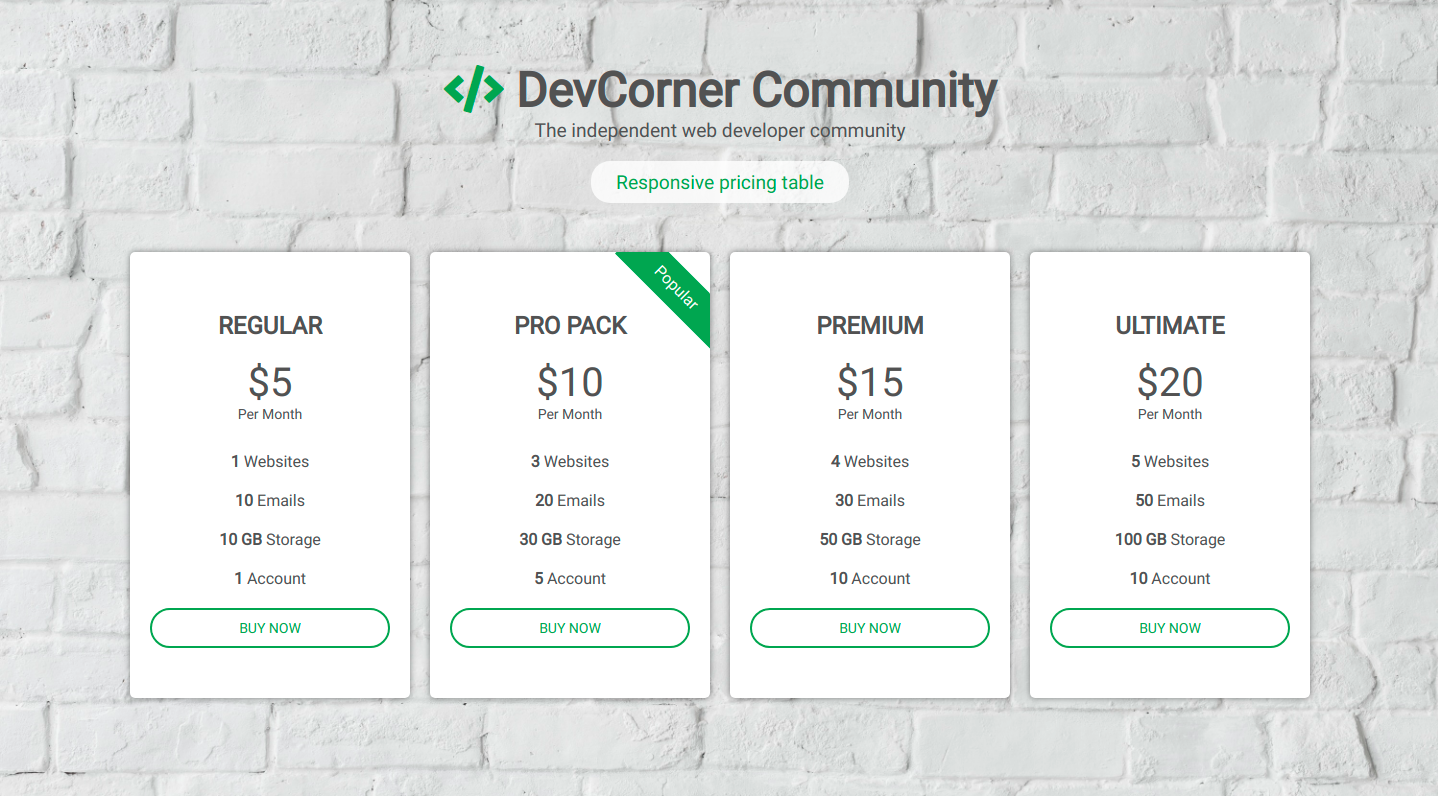 </> DevCorner Community
The independent web developer community
Responsive pricing table
REGULAR
$5
Per Month
1 Websites
10 Emails
10 GB Storage
1 Account
BUY NOW
Popular
PRO PACK
$10
Per Month
3 Websites
20 Emails
30 GB Storage
5 Account
BUY NOW
PREMIUM
$15
Per Month
4 Websites
30 Emails
50 GB Storage
10 Account
BUY NOW
ULTIMATE
$20
Per Month
5 Websites
50 Emails
100 GB Storage
10 Account
BUY NOW